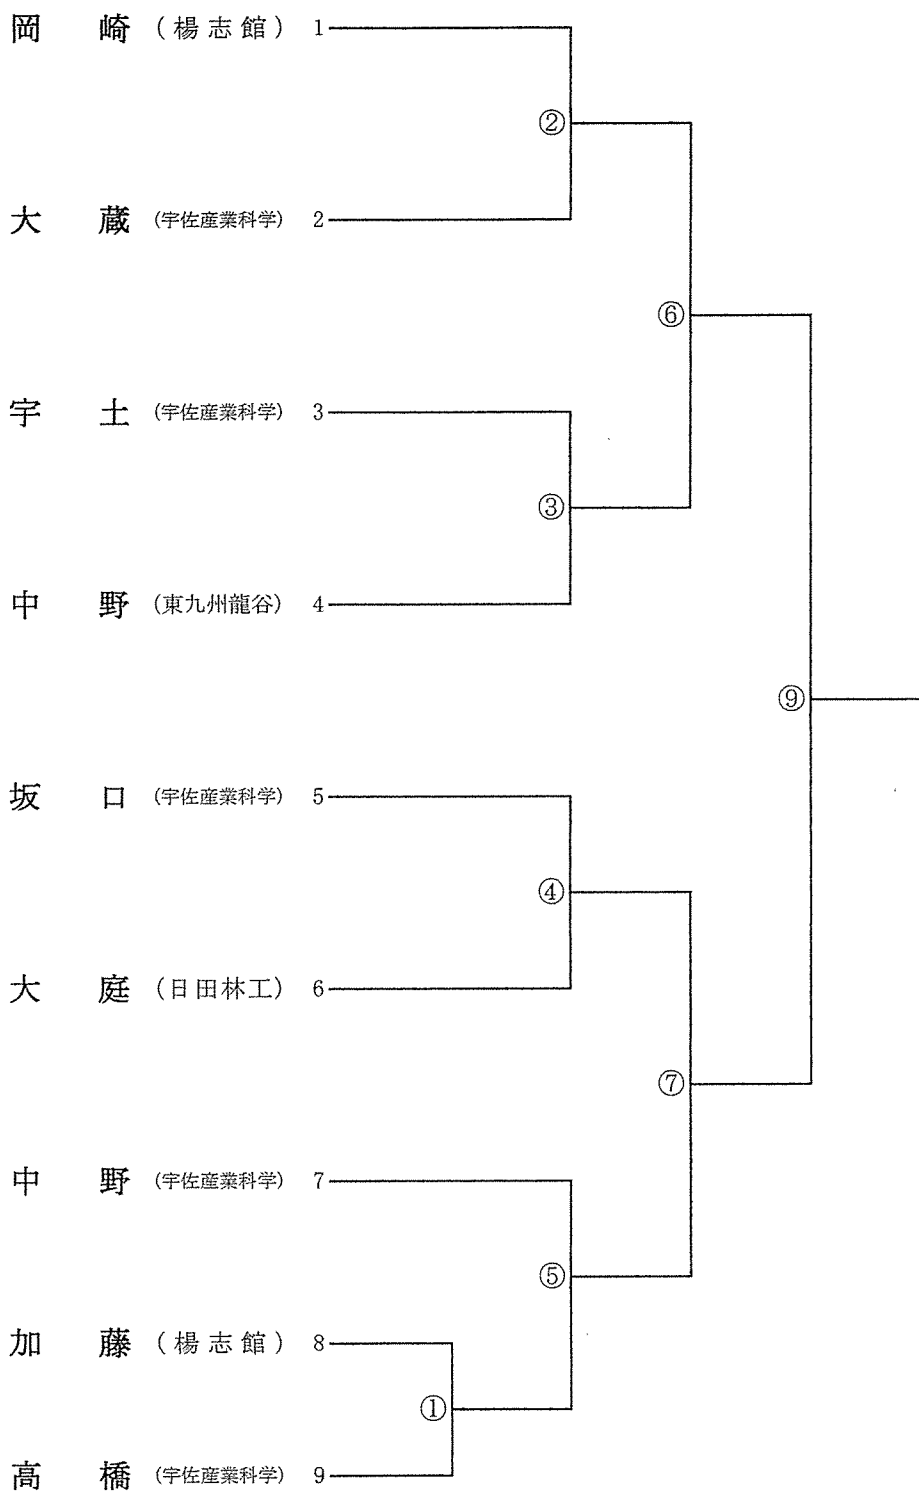 岡崎 (楊志館) 1
②
大蔵 (宇佐産業科学) 2
⑥
宇土 (宇佐産業科学) 3
③
中野 (東九州龍谷) 4
⑨
坂口 (宇佐産業科学) 5
④
大庭 (日田林工) 6
⑦
中野 (宇佐産業科学) 7
⑤
加藤 (楊志館) 8
①
高橋 (宇佐産業科学) 9